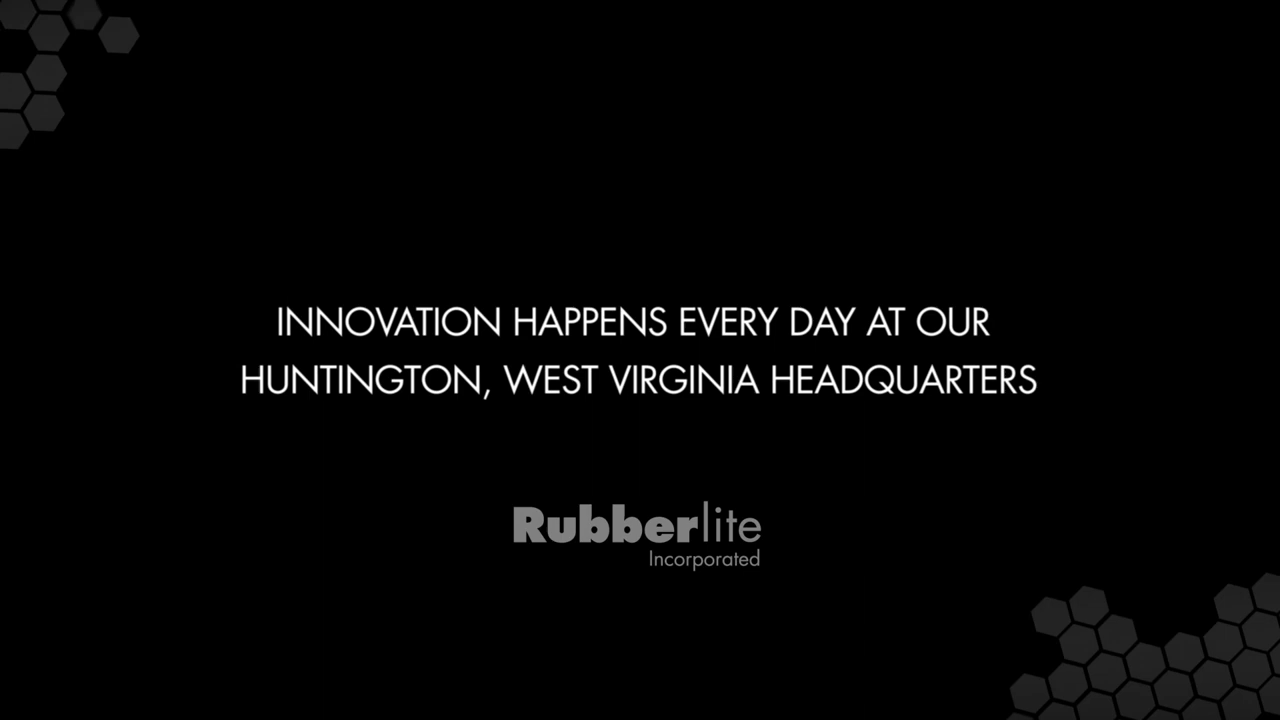 INNOVATION HAPPENS EVERY DAY AT OUR
HUNTINGTON, WEST VIRGINIA HEADQUARTERS
Rubberlite
Incorporated